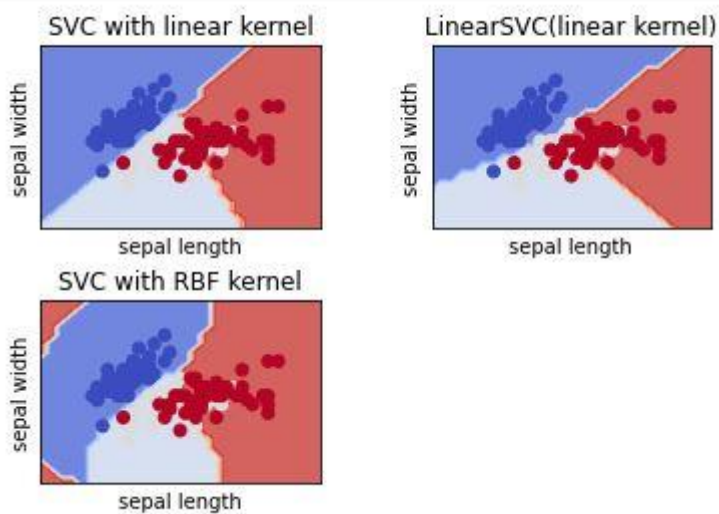 SVC with linear kernel
sepal width
sepal length
LinearSVC(linear kernel)
sepal width
sepal length
SVC with RBF kernel
sepal width
sepal length